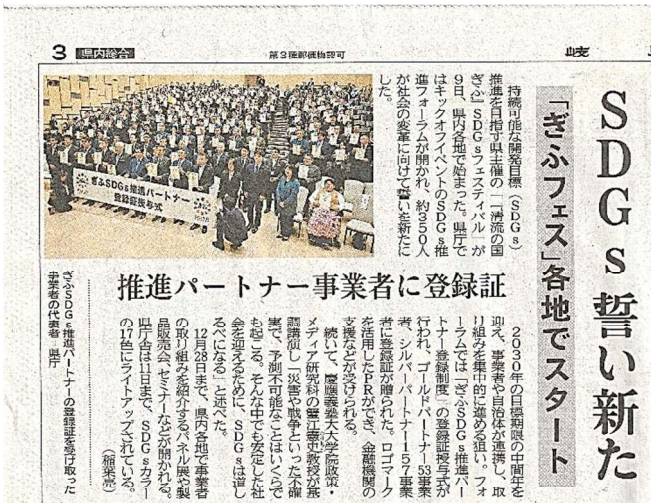 3 県内総合
第3種郵便物認可
岐
SDGs誓い新た
「ぎふフェス」各地でスタート
持続可能な開発目標（SDGs）
推進を目指す県主催の「『清流の国
ぎふ』SDGsフェスティバル」が
9日、県内各地で始まった。県庁で
はキックオフイベントのSDGs推
進フォーラムが開かれ、約350人
が社会の変革に向けて誓いを新たに
した。
ぎふSDGs推進パートナー
登録証授与式
推進パートナー事業者に登録証
2030年の目標期限の中間年を
迎え、事業者や自治体が連携し、取
り組みを集中的に進める狙い。フォ
ーラムでは「ぎふSDGs推進パー
トナー登録制度」の登録証授与式が
行われ、ゴールドパートナー53事業
者、シルバーパートナー157事業
者に登録証が贈られた。ロゴマーク
を活用したPRができ、金融機関の
支援などが受けられる。
続いて、慶應義塾大大学院政策・
メディア研究科の蟹江憲史教授が基
調講演し「災害や戦争といった不確
実で、予測不可能なことはいくらで
も起こる。そんな中でも安定した社
会を迎えるために、SDGsは道し
るべになる」と述べた。
12月28日まで、県内各地で事業者
の取り組みを紹介するパネル展や製
品販売会、セミナーなどが開かれる。
県庁舎は11日まで、SDGsカラー
の17色にライトアップされている。
ぎふSDGs推進パートナーの登録証を受け取った
事業者の代表者＝県庁